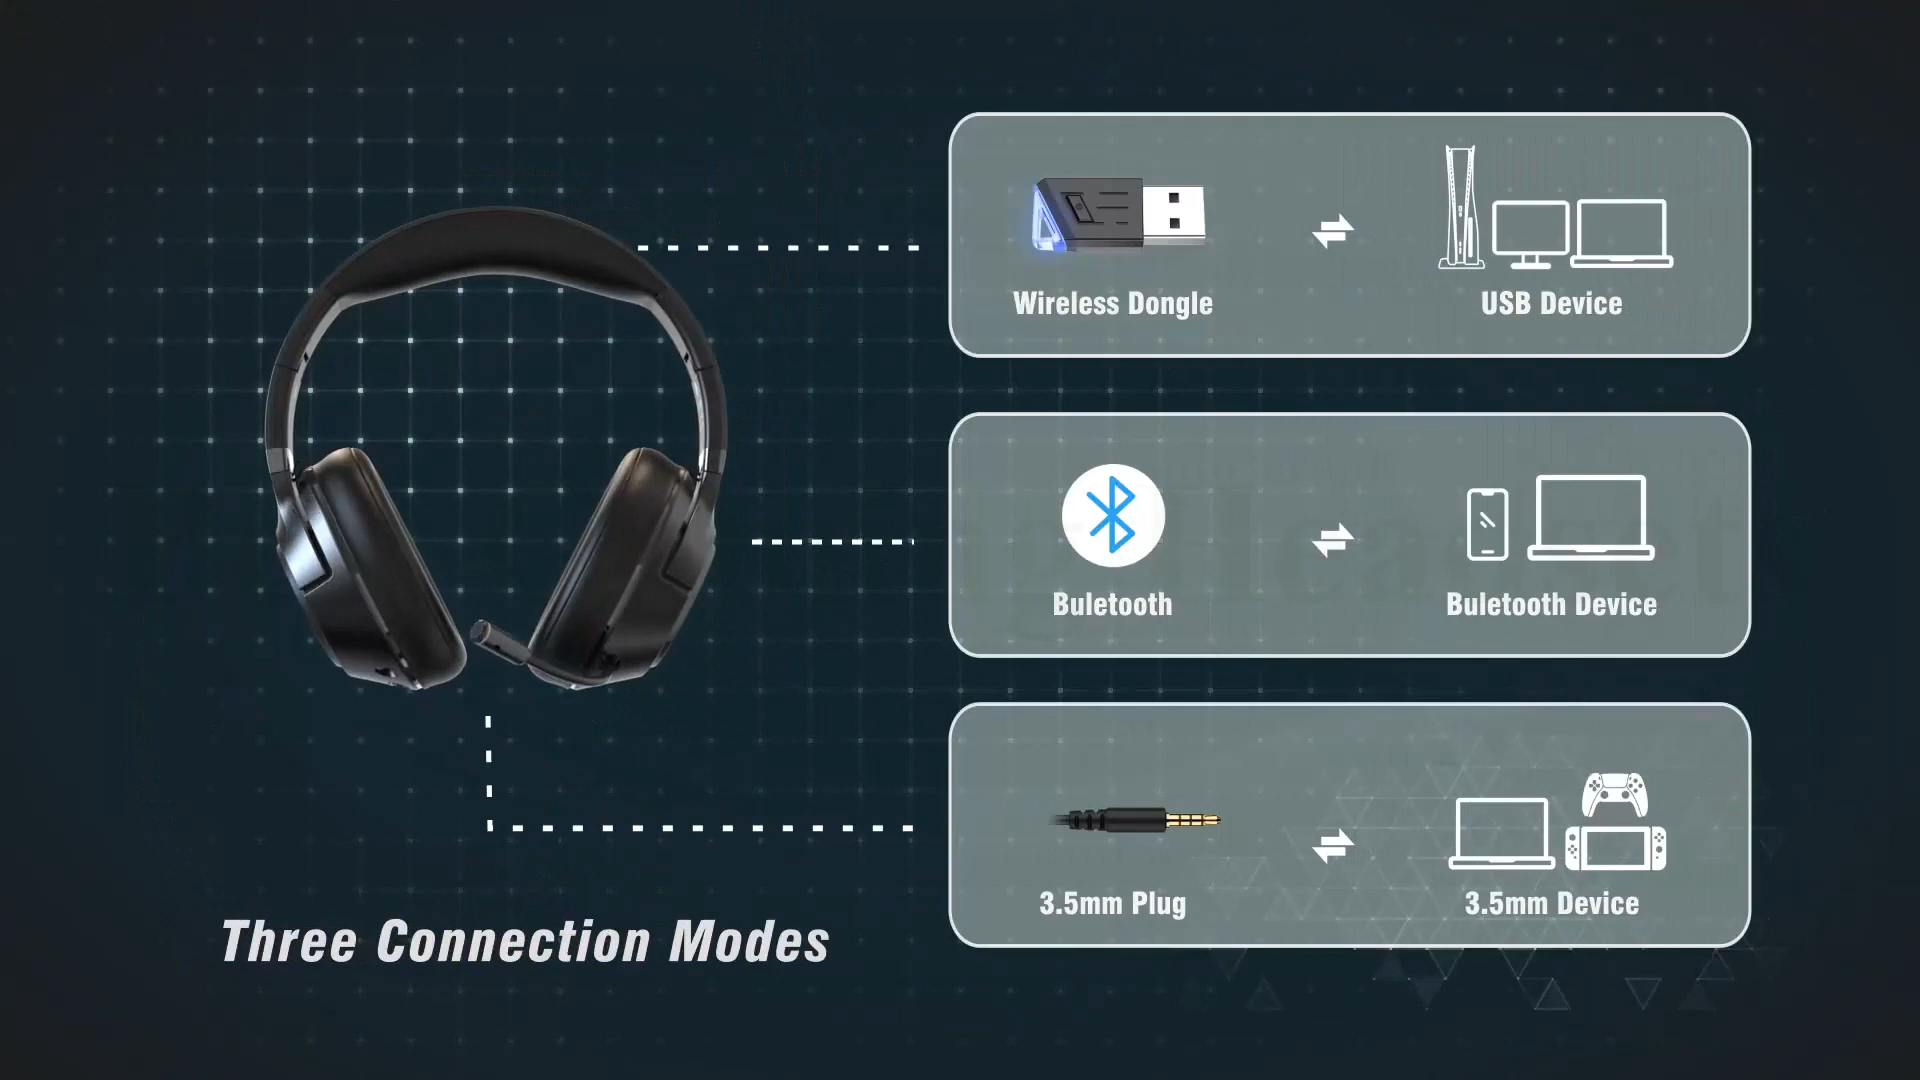 Wireless Dongle
USB Device
Buletooth
Buletooth Device
3.5mm Plug
3.5mm Device
Three Connection Modes